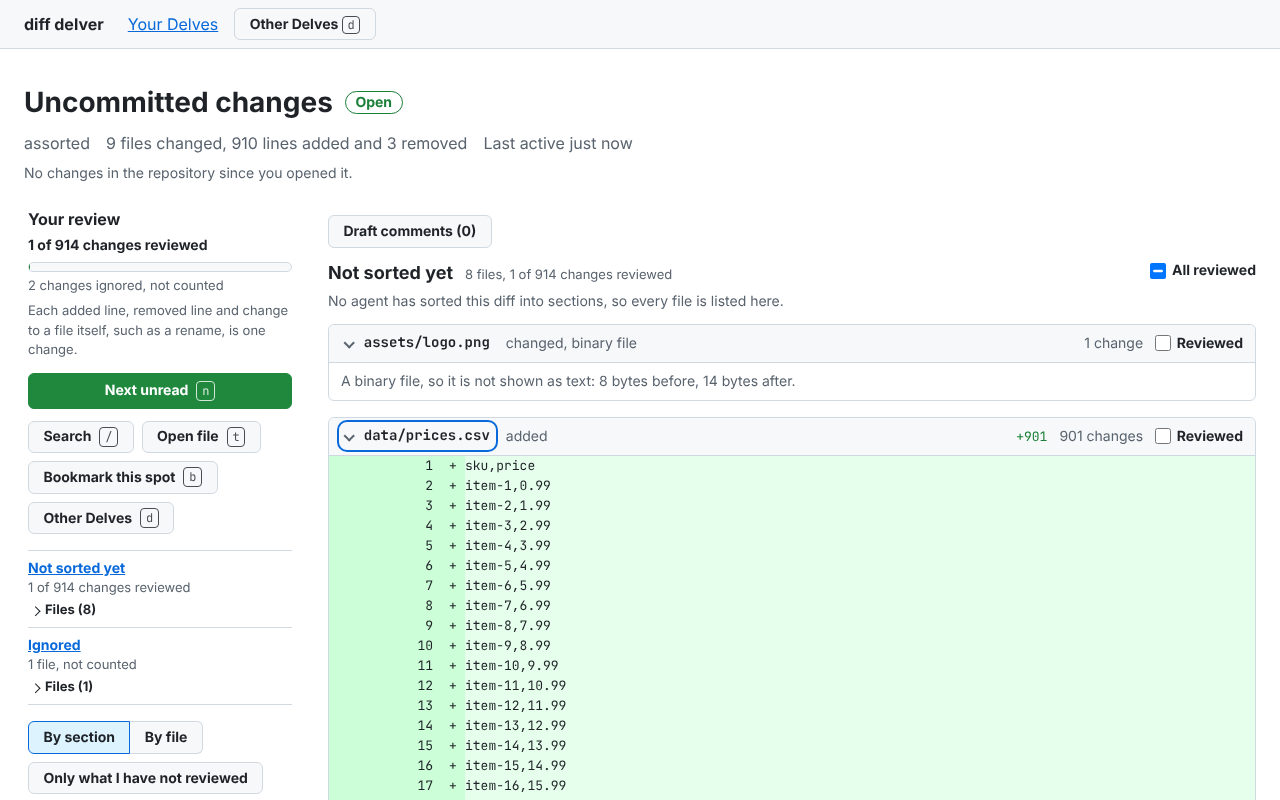 diff delver Your Delves Other Delves d
Uncommitted changes Open
assorted 9 files changed, 910 lines added and 3 removed Last active just now
No changes in the repository since you opened it.
Your review
1 of 914 changes reviewed
2 changes ignored, not counted
Each added line, removed line and change
to a file itself, such as a rename, is one
change.
Next unread n
Search / Open file t
Bookmark this spot b
Other Delves d
Not sorted yet
1 of 914 changes reviewed
Files (8)
Ignored
1 file, not counted
Files (1)
By section By file
Only what I have not reviewed
Draft comments (0)
Not sorted yet 8 files, 1 of 914 changes reviewed All reviewed
No agent has sorted this diff into sections, so every file is listed here.
assets/logo.png changed, binary file 1 change Reviewed
A binary file, so it is not shown as text: 8 bytes before, 14 bytes after.
data/prices.csv added +901 901 changes Reviewed
1 + sku,price
2 + item-1,0.99
3 + item-2,1.99
4 + item-3,2.99
5 + item-4,3.99
6 + item-5,4.99
7 + item-6,5.99
8 + item-7,6.99
9 + item-8,7.99
10 + item-9,8.99
11 + item-10,9.99
12 + item-11,10.99
13 + item-12,11.99
14 + item-13,12.99
15 + item-14,13.99
16 + item-15,14.99
17 + item-16,15.99